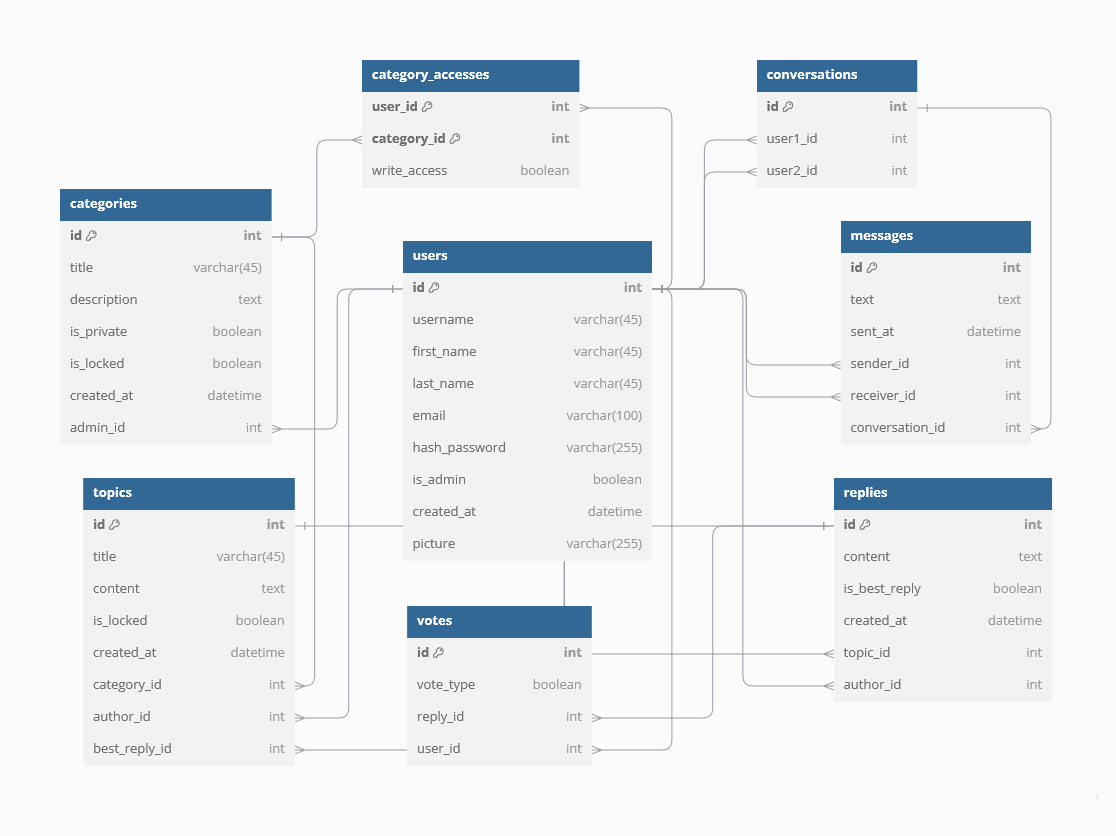 category_accesses
user_id int
category_id int
write_access boolean
conversations
id int
user1_id int
user2_id int
categories
id int
title varchar(45)
description text
is_private boolean
is_locked boolean
created_at datetime
admin_id int
users
id int
username varchar(45)
first_name varchar(45)
last_name varchar(45)
email varchar(100)
hash_password varchar(255)
is_admin boolean
created_at datetime
picture varchar(255)
messages
id int
text text
sent_at datetime
sender_id int
receiver_id int
conversation_id int
topics
id int
title varchar(45)
content text
is_locked boolean
created_at datetime
category_id int
author_id int
best_reply_id int
votes
id int
vote_type boolean
reply_id int
user_id int
replies
id int
content text
is_best_reply boolean
created_at datetime
topic_id int
author_id int